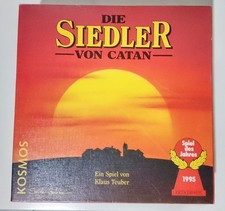 DIE
SIEDLER
VON CATAN
Ein Spiel von
Klaus Teuber
Spiel
des
Jahres
1995
KOSMOS